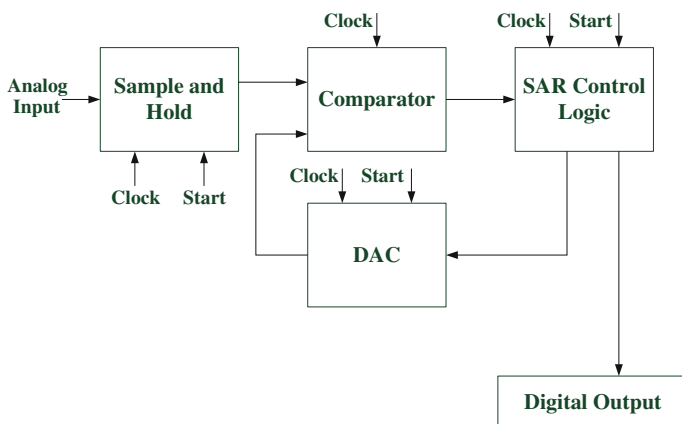 Clock
Clock Start
Analog
Input
Sample and
Hold
Comparator
SAR Control
Logic
Clock Start
Clock Start
DAC
Digital Output